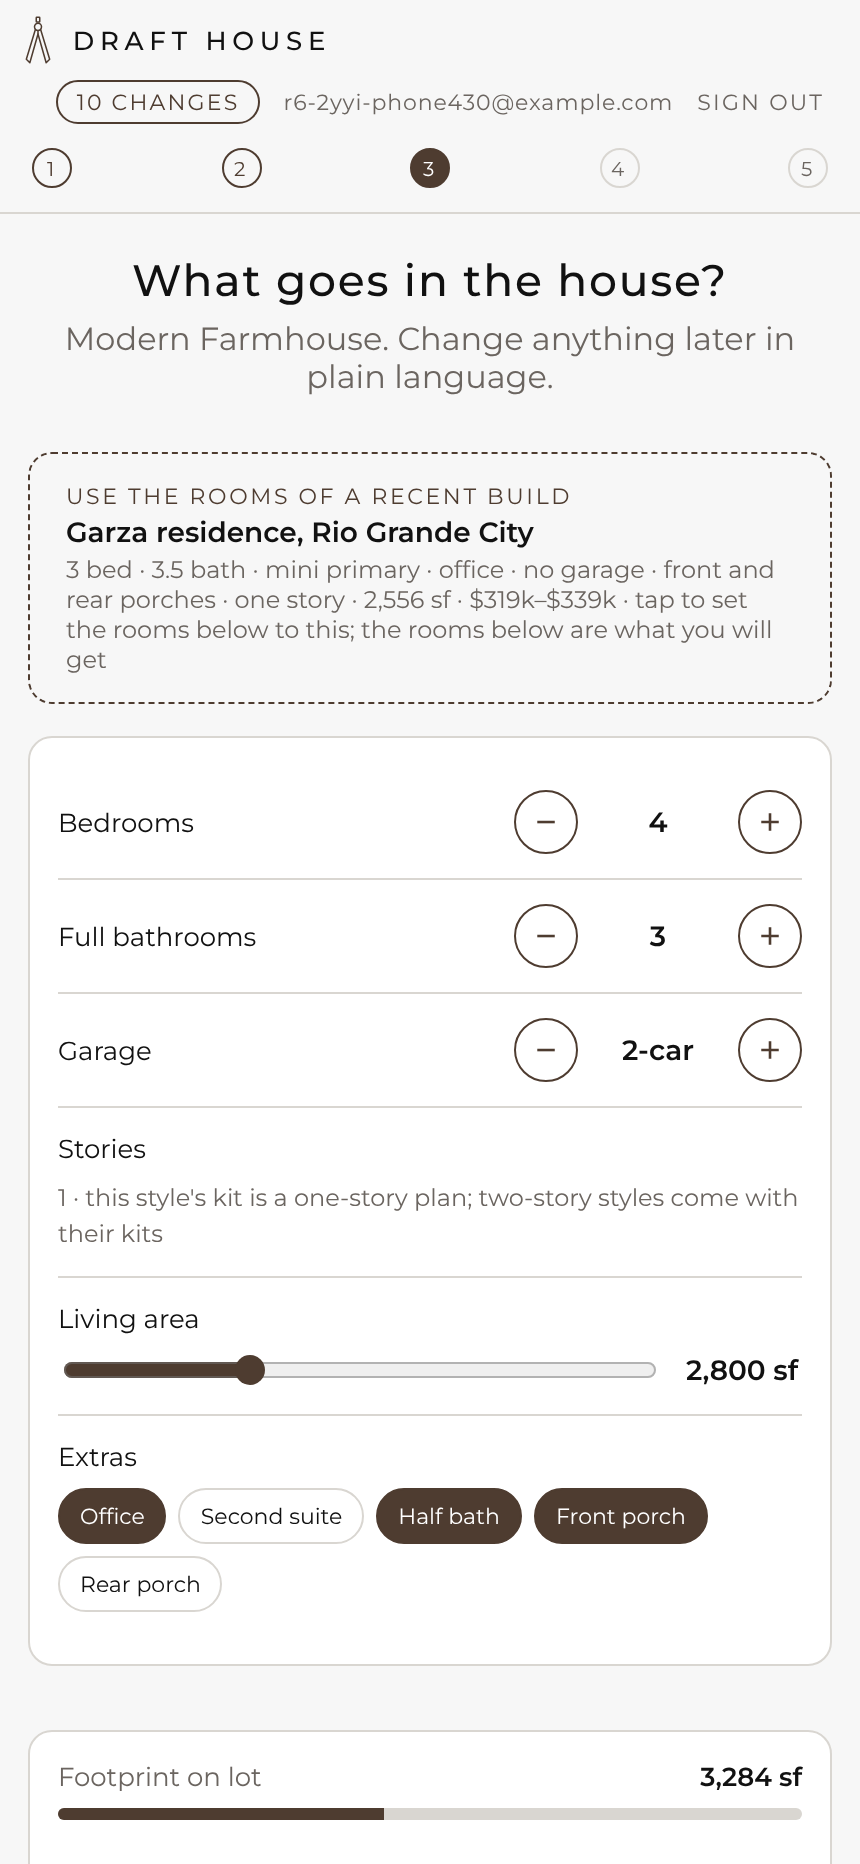 DRAFT HOUSE
10 CHANGES r6-2yyi-phone430@example.com SIGN OUT
1 2 3 4 5
What goes in the house?
Modern Farmhouse. Change anything later in
plain language.
USE THE ROOMS OF A RECENT BUILD
Garza residence, Rio Grande City
3 bed · 3.5 bath · mini primary · office · no garage · front and
rear porches · one story · 2,556 sf · $319k–$339k · tap to set
the rooms below to this; the rooms below are what you will
get
Bedrooms − 4 +
Full bathrooms − 3 +
Garage − 2-car +
Stories
1 · this style's kit is a one-story plan; two-story styles come with
their kits
Living area
2,800 sf
Extras
Office Second suite Half bath Front porch
Rear porch
Footprint on lot 3,284 sf